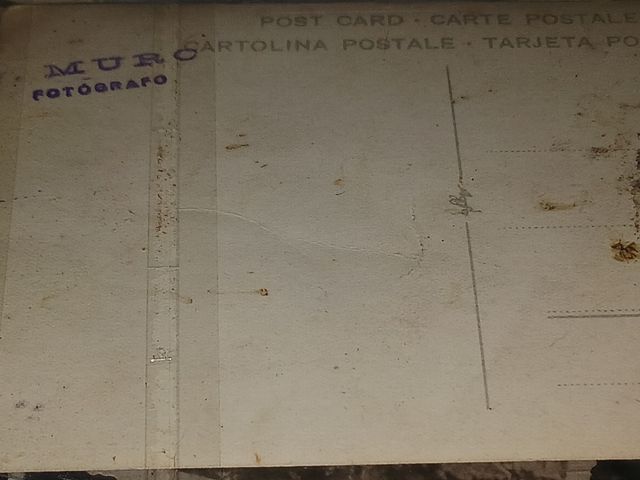 POST CARD · CARTE POSTALE
CARTOLINA POSTALE · TARJETA PO
MURO
FOTÓGRAFO